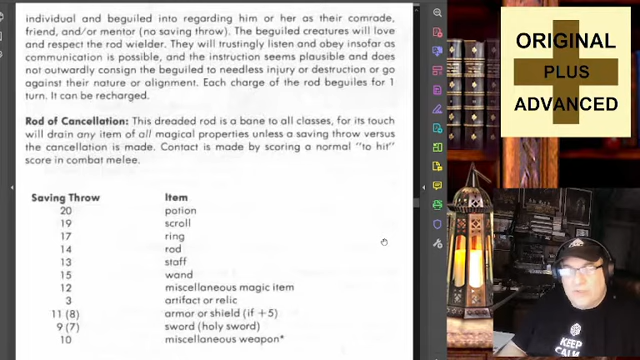 individual and beguiled into regarding him or her as their comrade,
friend, and/or mentor (no saving throw). The beguiled creatures will love
and respect the rod wielder. They will trustingly listen and obey insofar as
communication is possible, and the instruction seems plausible and does
not outwardly consign the beguiled to needless injury or destruction or go
against their nature or alignment. Each charge of the rod beguiles for 1
turn. It can be recharged.
Rod of Cancellation: This dreaded rod is a bane to all classes, for its touch
will drain any item of all magical properties unless a saving throw versus
the cancellation is made. Contact is made by scoring a normal "to hit"
score in combat melee.
Saving Throw Item
20 potion
19 scroll
17 ring
14 rod
13 staff
15 wand
12 miscellaneous magic item
3 artifact or relic
11 (8) armor or shield (if +5)
9 (7) sword (holy sword)
10 miscellaneous weapon*
ORIGINAL
PLUS
ADVANCED
KEEP
CALM